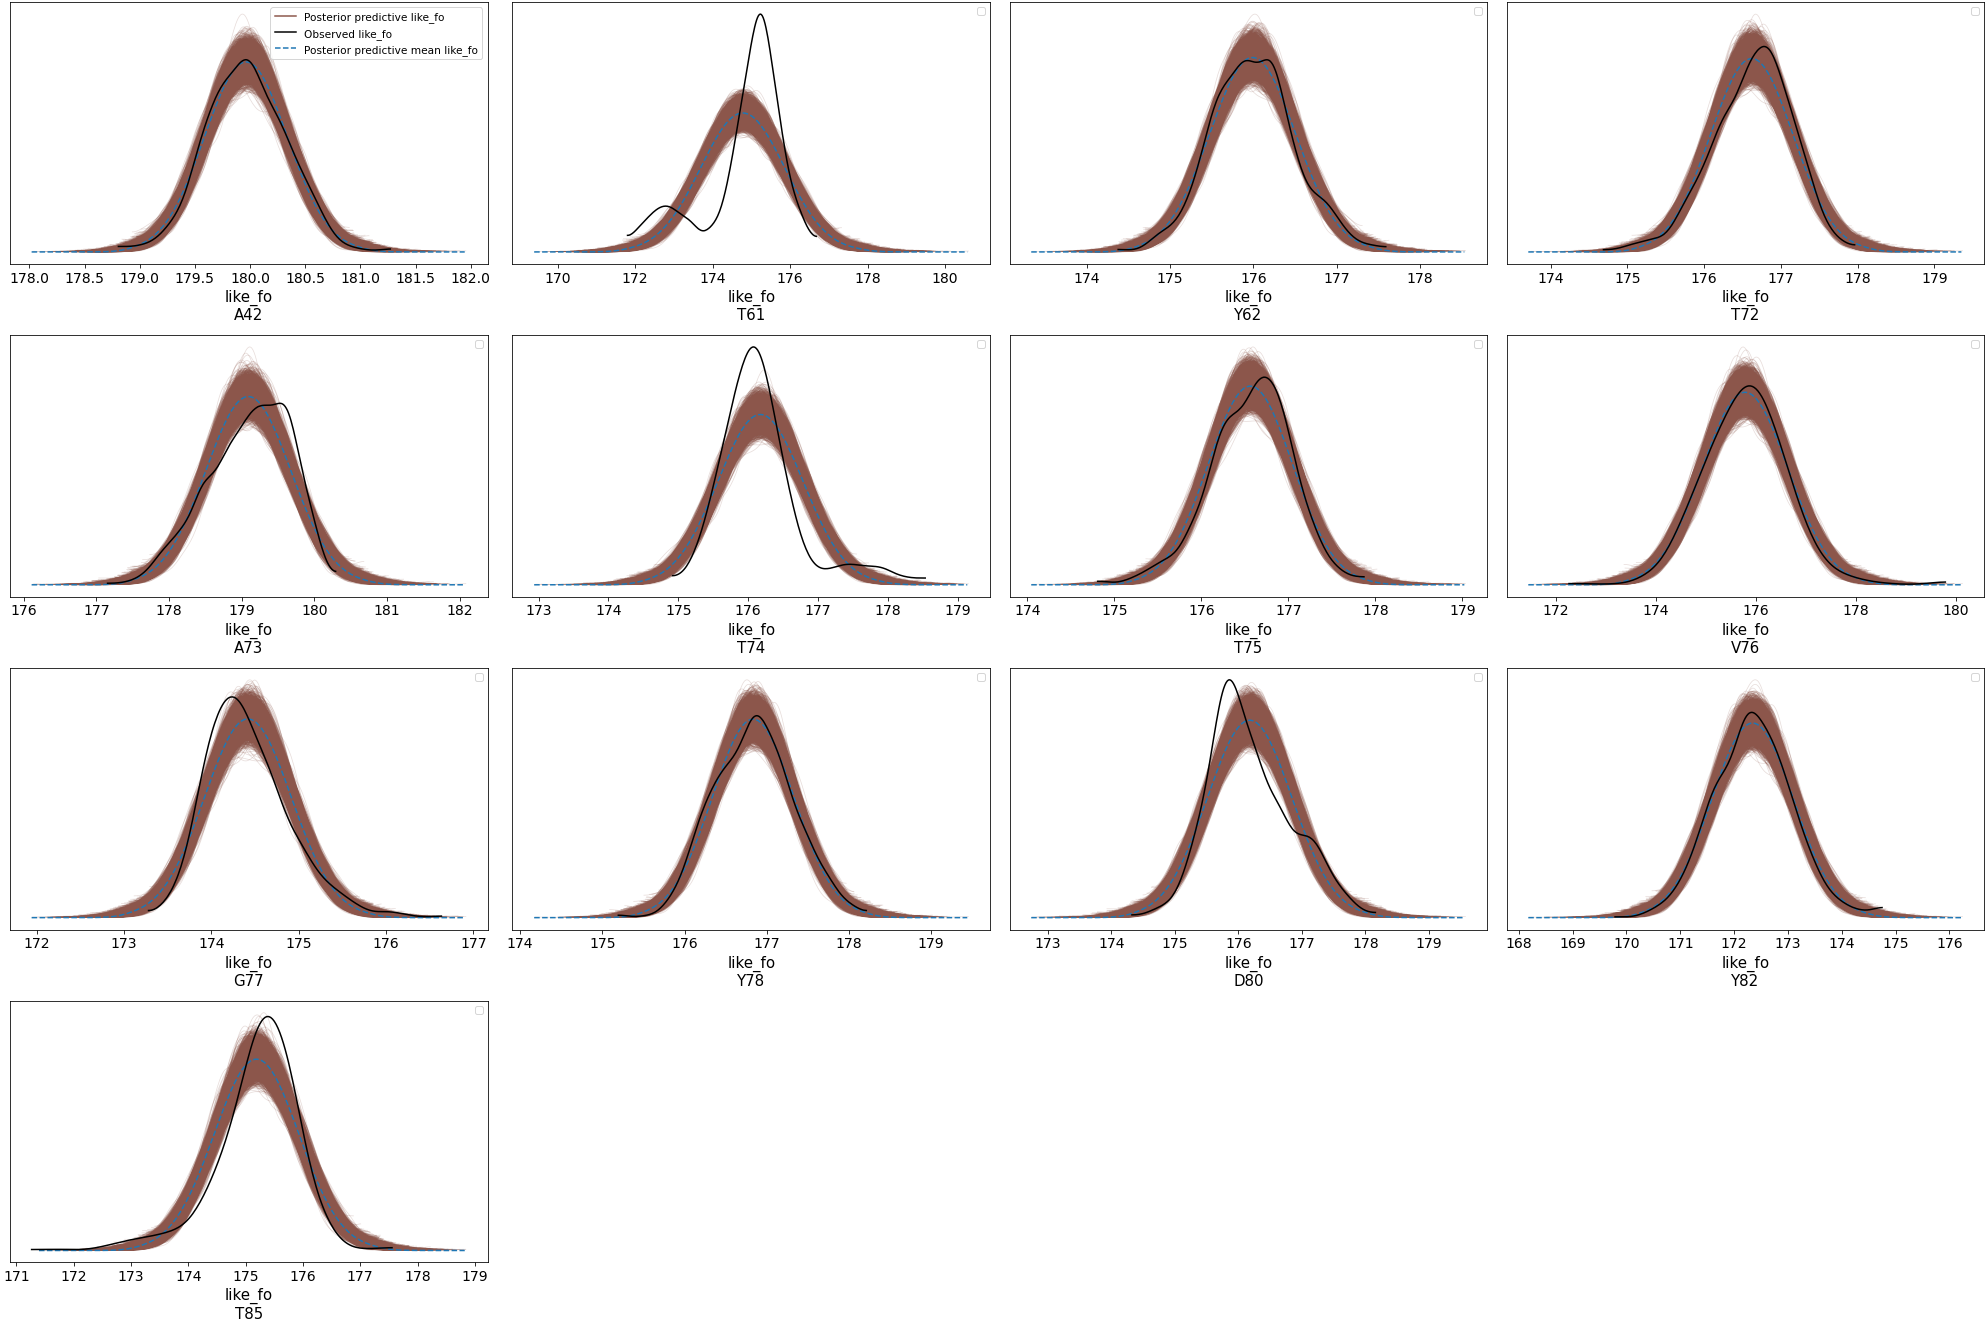 Posterior predictive like_fo
Observed like_fo
Posterior predictive mean like_fo
178.0 178.5 179.0 179.5 180.0 180.5 181.0 181.5 182.0
like_fo
A42
170 172 174 176 178 180
like_fo
T61
174 175 176 177 178
like_fo
Y62
174 175 176 177 178 179
like_fo
T72
176 177 178 179 180 181 182
like_fo
A73
173 174 175 176 177 178 179
like_fo
T74
174 175 176 177 178 179
like_fo
T75
172 174 176 178 180
like_fo
V76
172 173 174 175 176 177
like_fo
G77
174 175 176 177 178 179
like_fo
Y78
173 174 175 176 177 178 179
like_fo
D80
168 169 170 171 172 173 174 175 176
like_fo
Y82
171 172 173 174 175 176 177 178 179
like_fo
T85